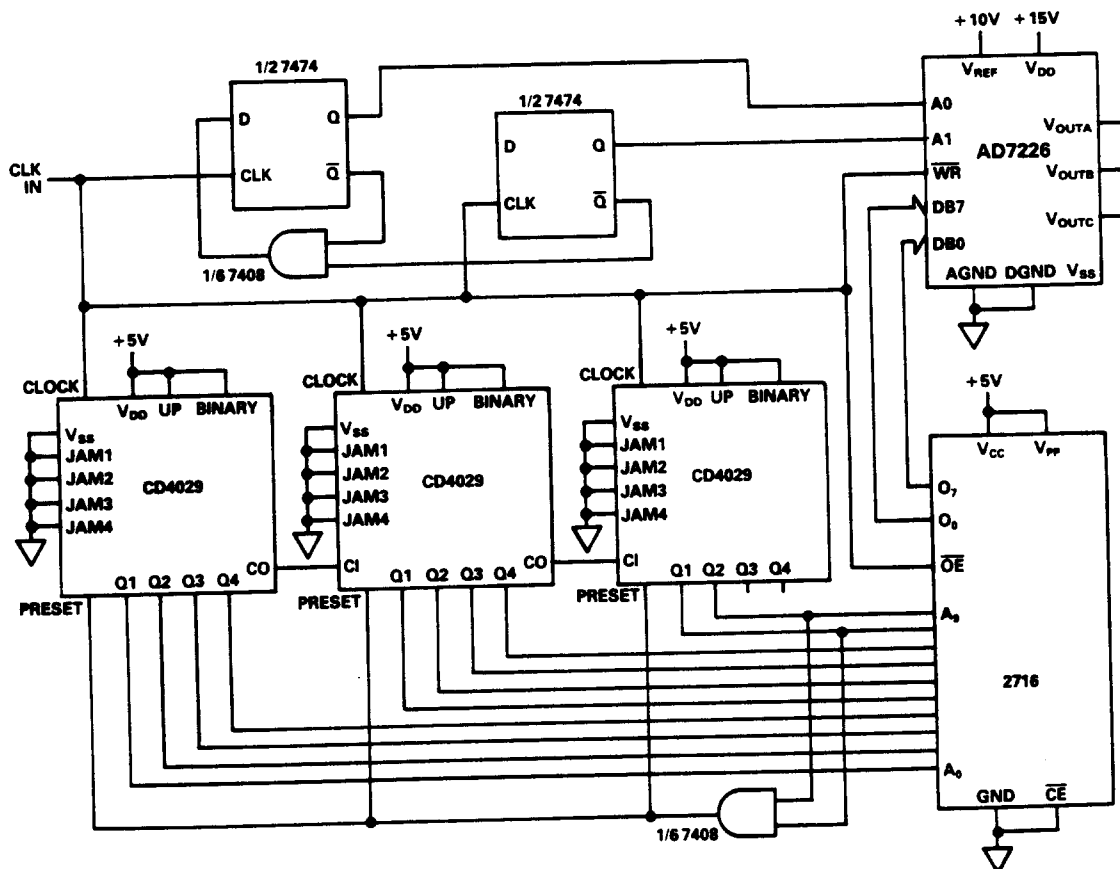 +10V +15V
1/2 7474
VREF VDD
D Q
A0
1/2 7474
D Q
A1
VOUTA
AD7226
CLK IN
CLK Q̅
W̅R̅
VOUTB
CLK Q̅
DB7
VOUTC
DB0
1/6 7408
AGND DGND VSS
+5V
+5V
+5V
+5V
CLOCK
VDD UP BINARY
CLOCK
VDD UP BINARY
CLOCK
VDD UP BINARY
VCC VPP
VSS
JAM1
JAM2
JAM3
JAM4
CD4029
CO
Q1 Q2 Q3 Q4
PRESET
VSS
JAM1
JAM2
JAM3
JAM4
CD4029
CI
CO
Q1 Q2 Q3 Q4
PRESET
VSS
JAM1
JAM2
JAM3
JAM4
CD4029
CI
Q1 Q2 Q3 Q4
PRESET
O7
O0
O̅E̅
A9
2716
A0
GND C̅E̅
1/6 7408